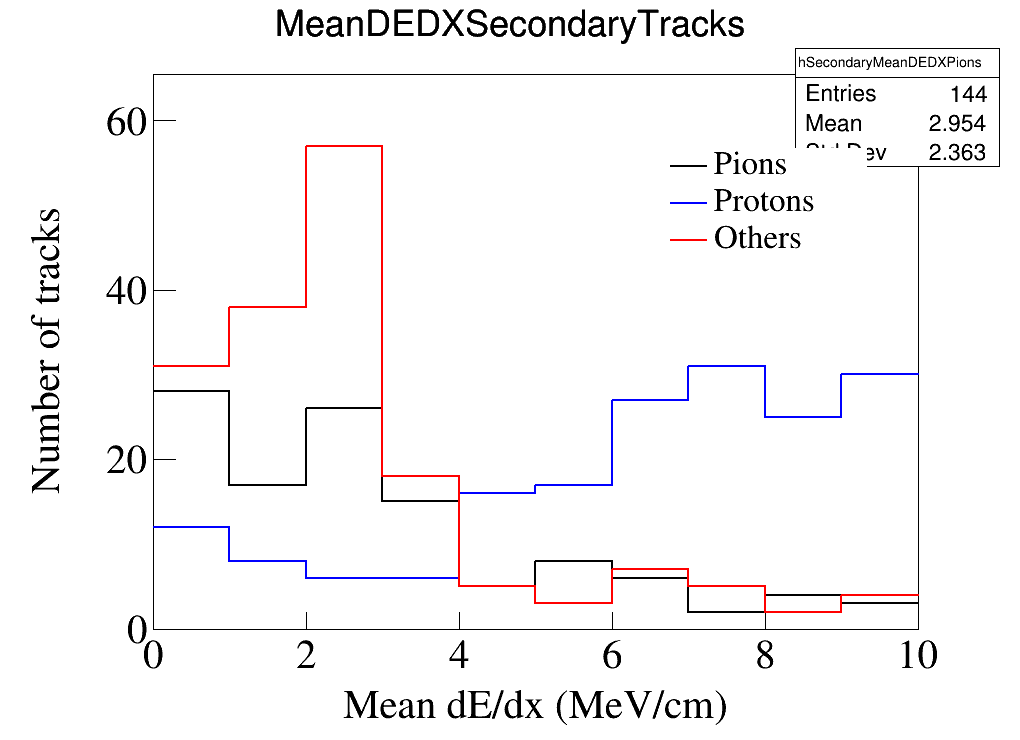 MeanDEDXSecondaryTracks
hSecondaryMeanDEDXPions
Entries 144
Mean 2.954
2.363
Pions
Protons
Others
Number of tracks
60
40
20
0
0 2 4 6 8 10
Mean dE/dx (MeV/cm)